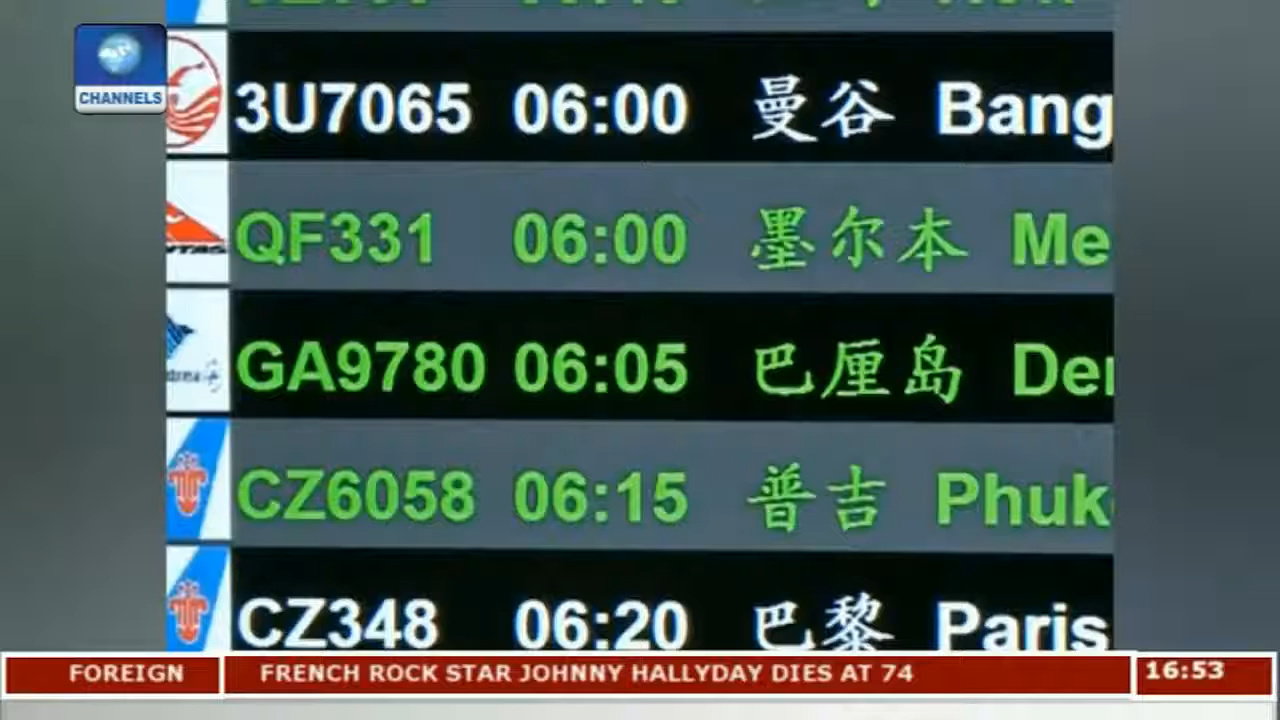 CHANNELS
3U7065 06:00 曼谷 Bang
QF331 06:00 墨尔本 Me
GA9780 06:05 巴厘岛 Der
CZ6058 06:15 普吉 Phuk
CZ348 06:20 巴黎 Paris
FOREIGN FRENCH ROCK STAR JOHNNY HALLYDAY DIES AT 74 16:53